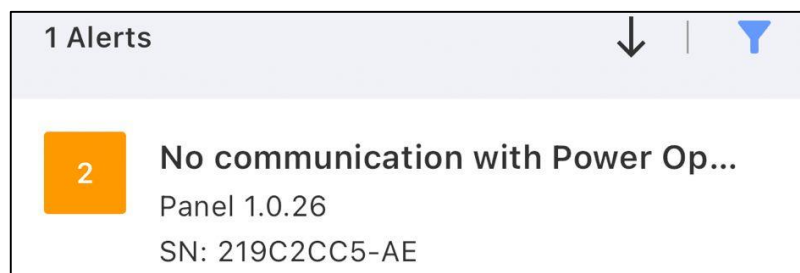 1 Alerts
2
No communication with Power Op...
Panel 1.0.26
SN: 219C2CC5-AE